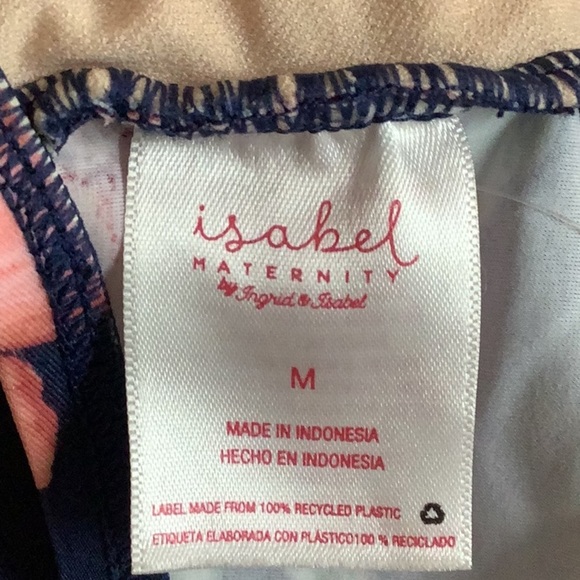 isabel
MATERNITY
by Ingrid & Isabel
M
MADE IN INDONESIA
HECHO EN INDONESIA
LABEL MADE FROM 100% RECYCLED PLASTIC
ETIQUETA ELABORADA CON PLÁSTICO100 % RECICLADO